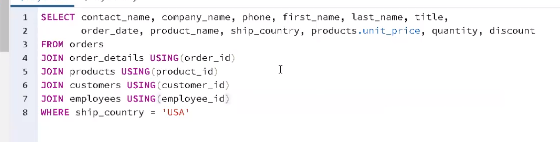 1 SELECT contact_name, company_name, phone, first_name, last_name, title,
2 order_date, product_name, ship_country, products.unit_price, quantity, discount
3 FROM orders
4 JOIN order_details USING(order_id)
5 JOIN products USING(product_id)
6 JOIN customers USING(customer_id)
7 JOIN employees USING(employee_id)
8 WHERE ship_country = 'USA'